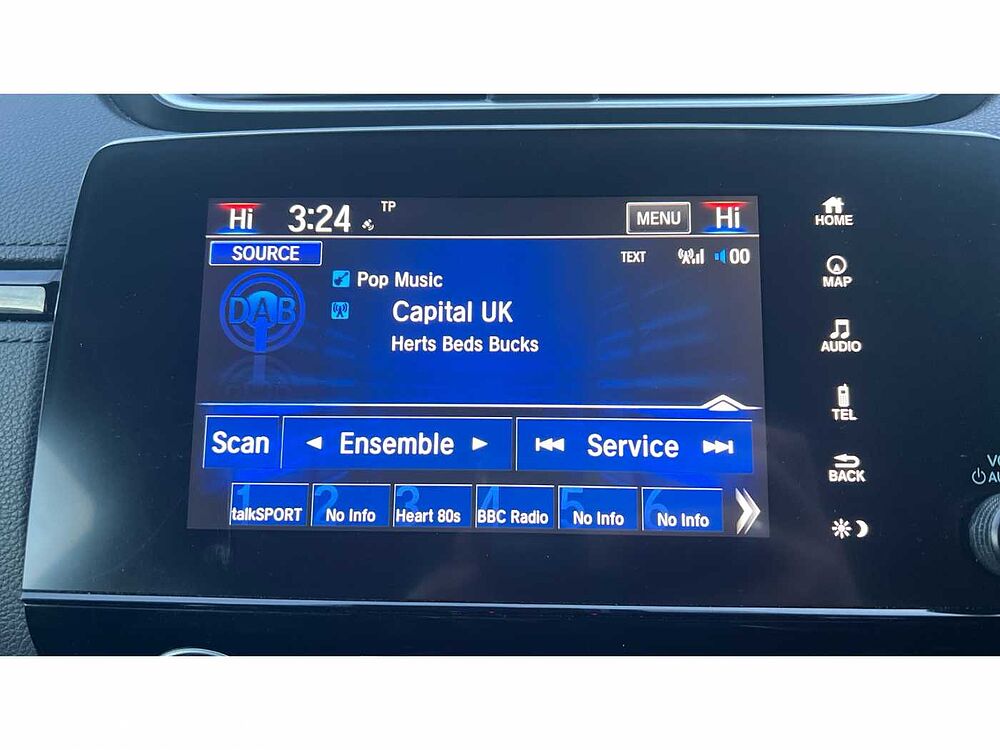 Hi 3:24 TP MENU Hi
SOURCE
TEXT 00
DAB
Pop Music
Capital UK
Herts Beds Bucks
Scan Ensemble Service
1 talkSPORT
2 No Info
3 Heart 80s
4 BBC Radio
5 No Info
6 No Info
HOME
MAP
AUDIO
TEL
BACK